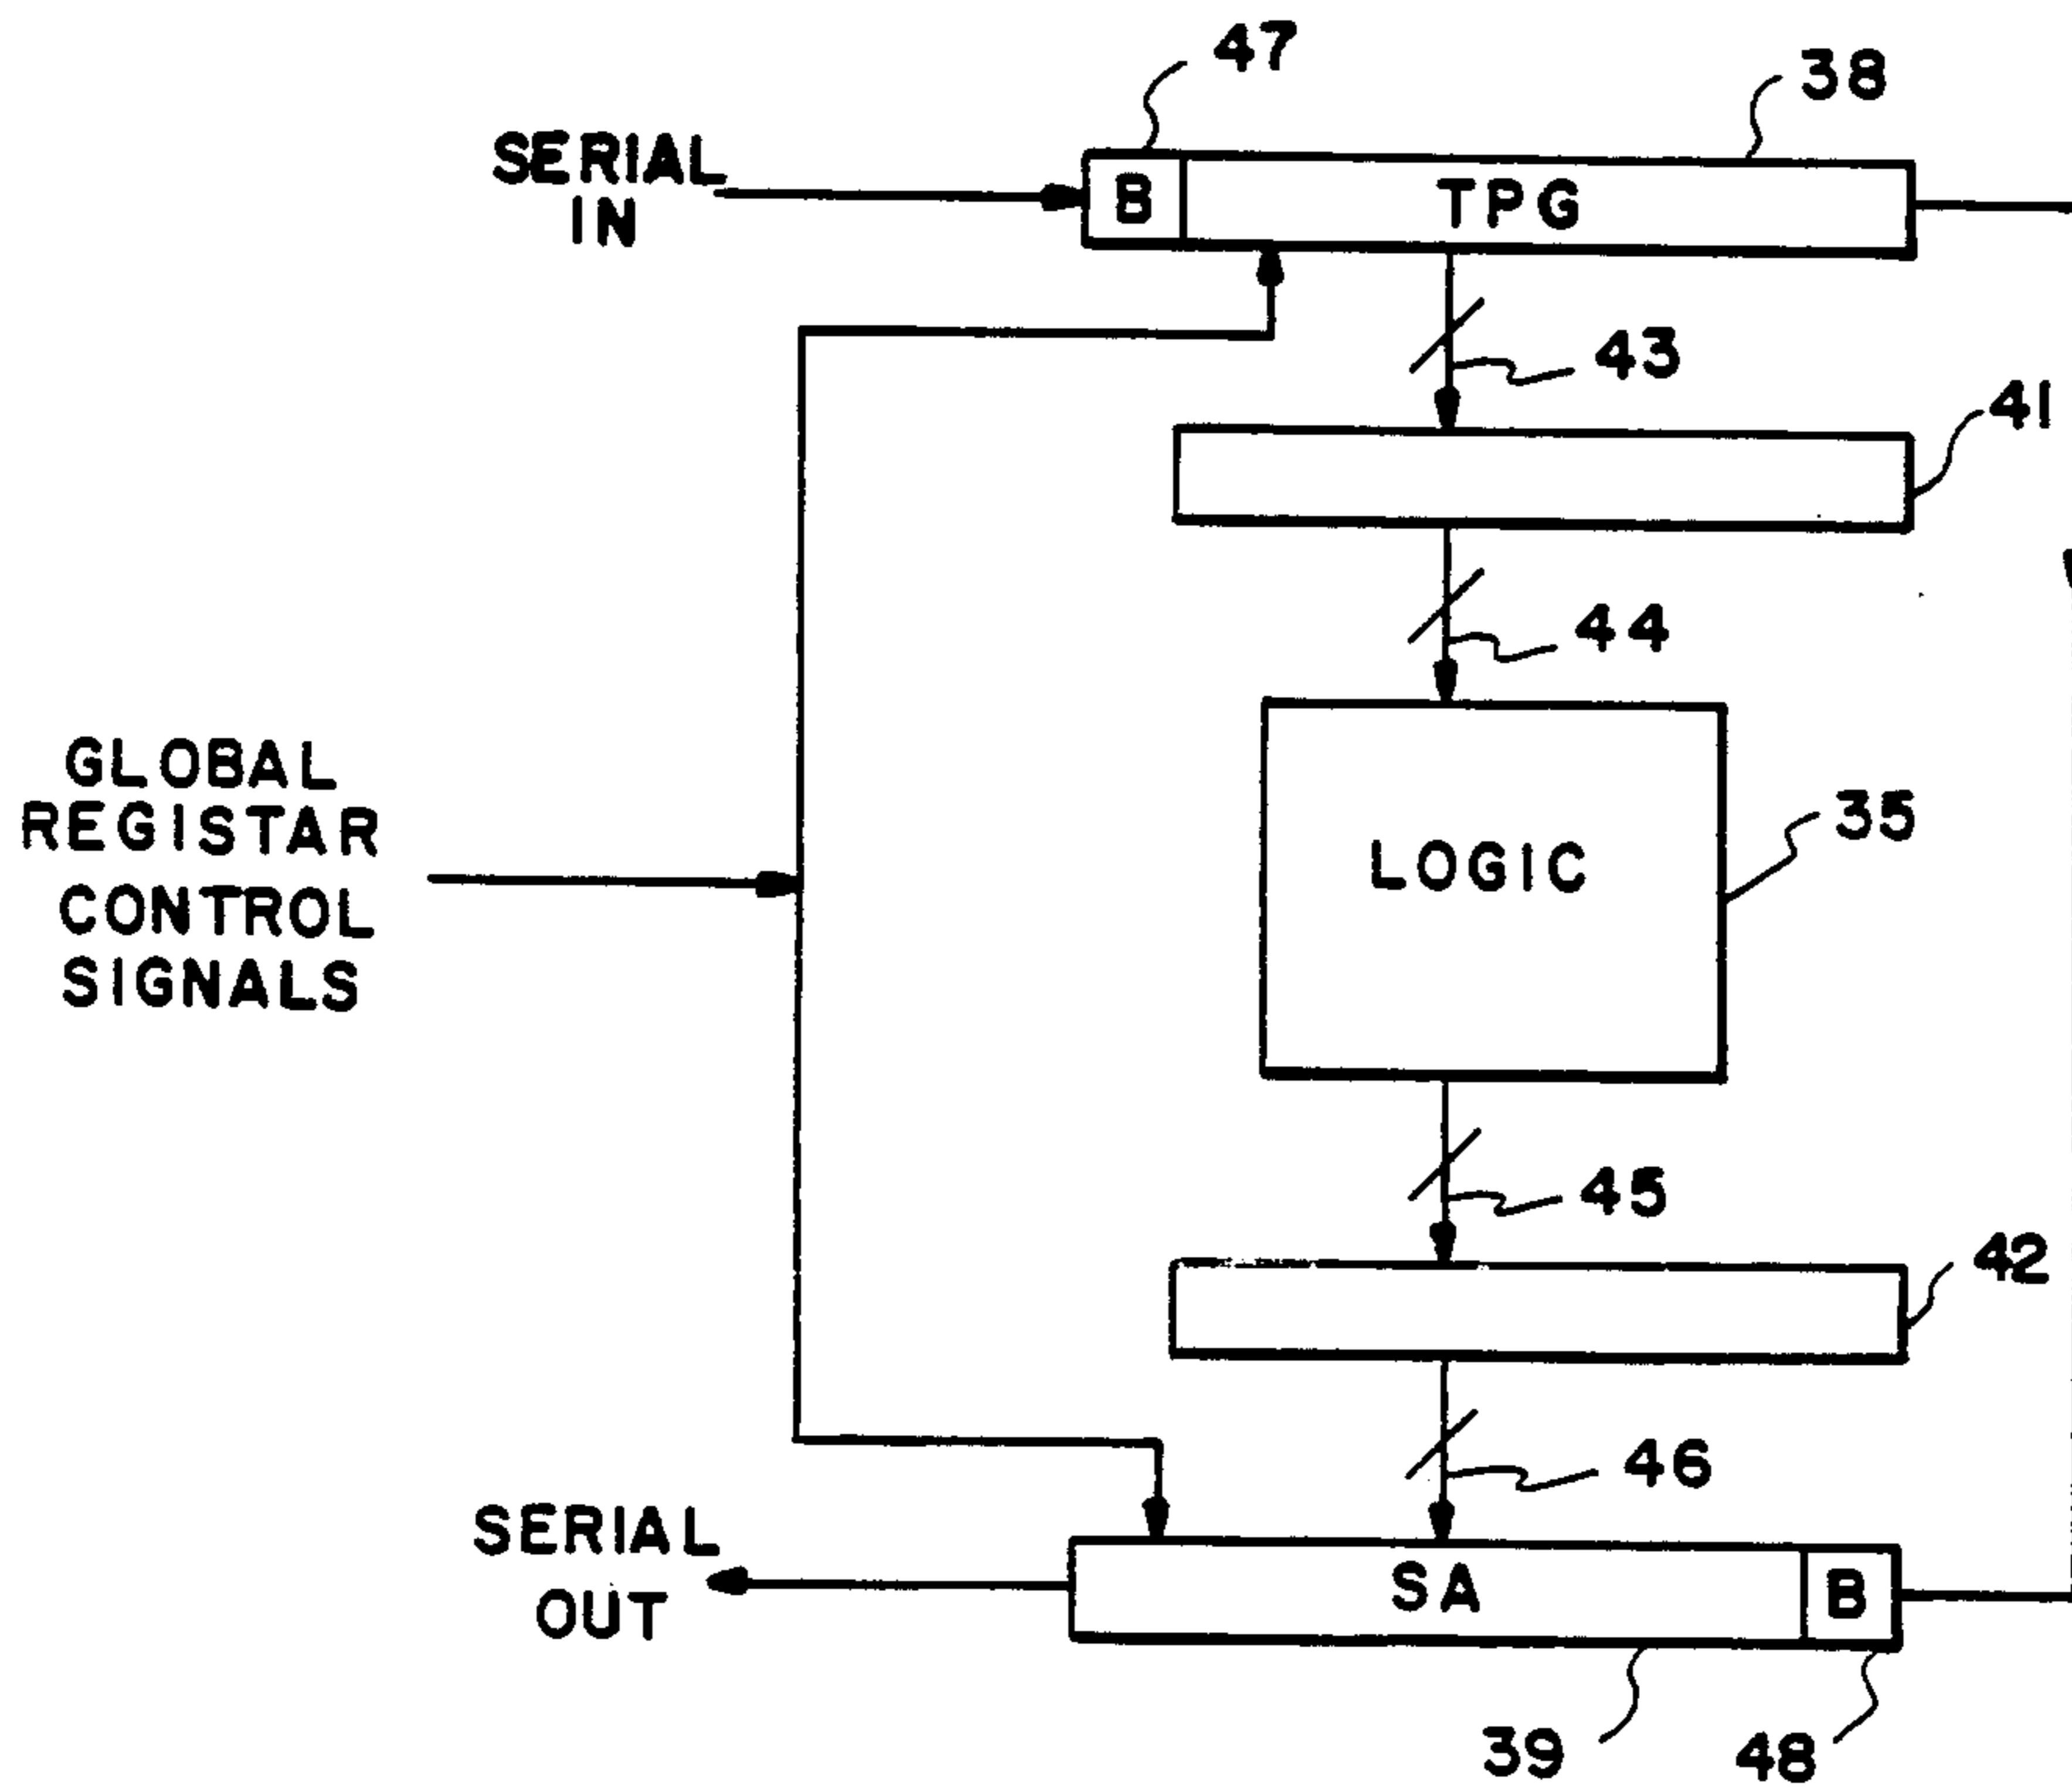 47
38
SERIAL
IN
B
TPG
43
41
44
GLOBAL
REGISTAR
CONTROL
SIGNALS
LOGIC
35
45
42
46
SERIAL
OUT
SA
B
39
48